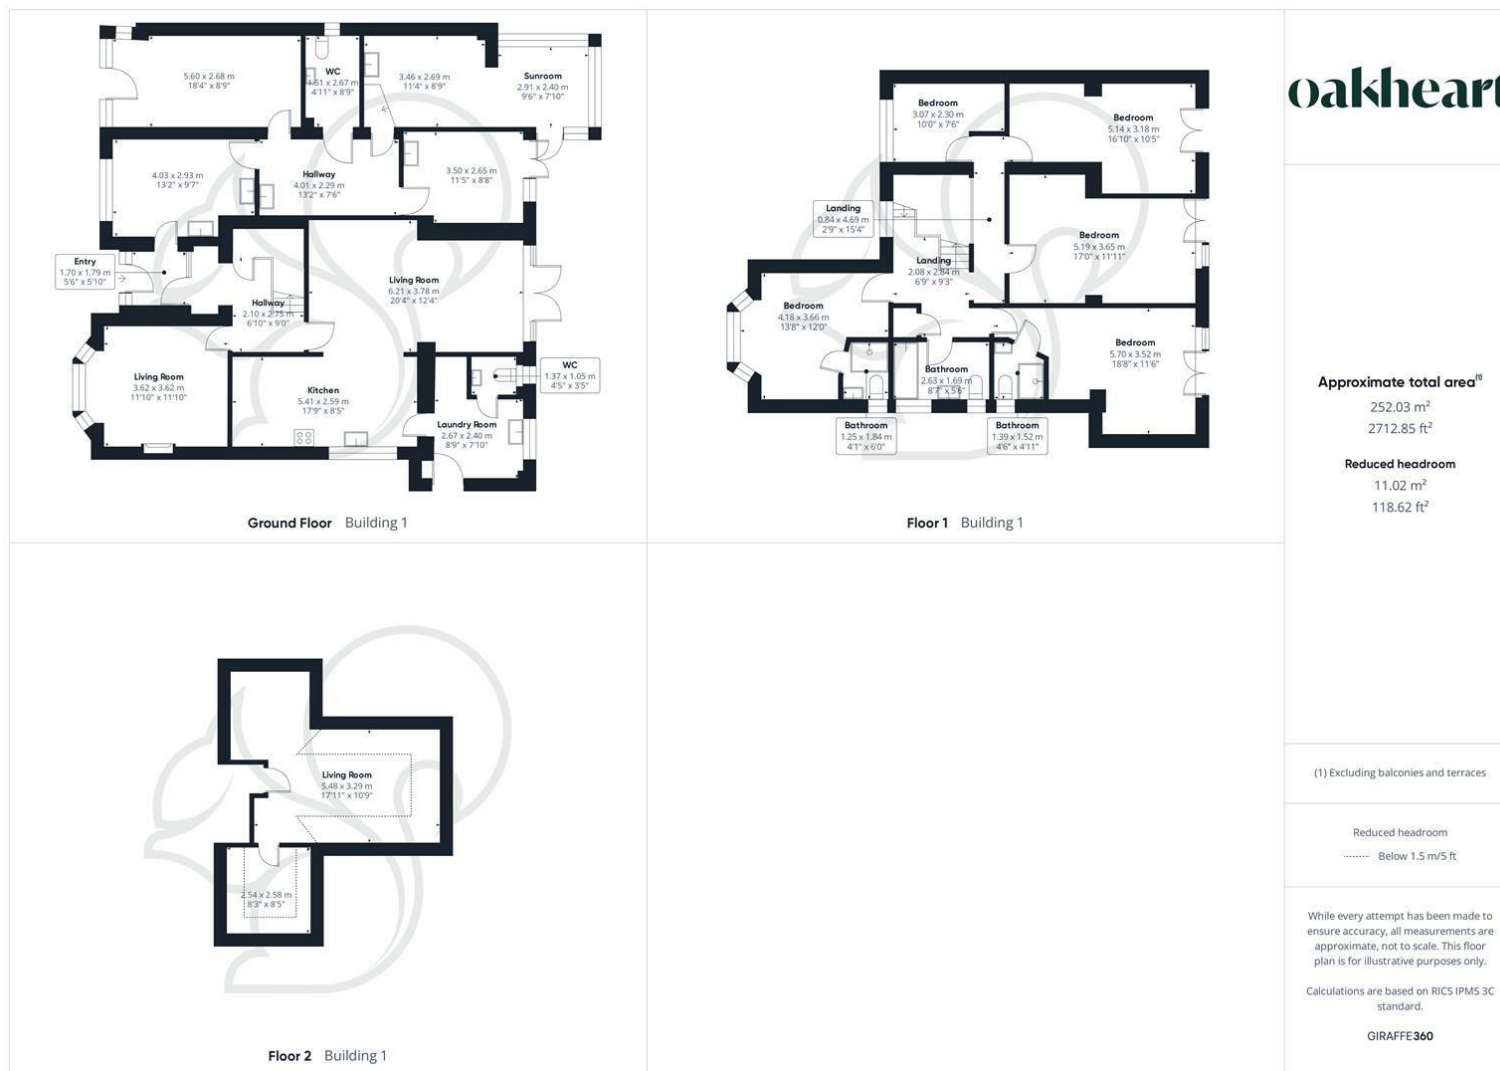 5.60 x 2.68 m
18'4" x 8'9"
WC
1.51 x 2.67 m
4'11" x 8'9"
3.46 x 2.69 m
11'4" x 8'9"
Sunroom
2.91 x 2.40 m
9'6" x 7'10"
4.03 x 2.93 m
13'2" x 9'7"
Hallway
4.01 x 2.29 m
13'2" x 7'6"
3.50 x 2.65 m
11'5" x 8'8"
Entry
1.70 x 1.79 m
5'6" x 5'10"
Hallway
2.10 x 2.75 m
6'10" x 9'0"
Living Room
6.21 x 3.78 m
20'4" x 12'4"
Living Room
3.62 x 3.62 m
11'10" x 11'10"
Kitchen
5.41 x 2.59 m
17'9" x 8'5"
WC
1.37 x 1.05 m
4'5" x 3'5"
Laundry Room
2.67 x 2.40 m
8'9" x 7'10"
Ground Floor Building 1
Bedroom
3.07 x 2.30 m
10'0" x 7'6"
Bedroom
5.14 x 3.18 m
16'10" x 10'5"
Landing
0.84 x 4.69 m
2'9" x 15'4"
Bedroom
5.19 x 3.65 m
17'0" x 11'11"
Landing
2.08 x 2.84 m
6'9" x 9'3"
Bedroom
4.18 x 3.66 m
13'8" x 12'0"
Bedroom
5.70 x 3.52 m
18'8" x 11'6"
Bathroom
2.63 x 1.69 m
8'7" x 5'6"
Bathroom
1.25 x 1.84 m
4'1" x 6'0"
Bathroom
1.39 x 1.52 m
4'6" x 4'11"
Floor 1 Building 1
Living Room
5.48 x 3.29 m
17'11" x 10'9"
2.54 x 2.58 m
8'3" x 8'5"
Floor 2 Building 1
oakheart
Approximate total area(1)
252.03 m²
2712.85 ft²
Reduced headroom
11.02 m²
118.62 ft²
(1) Excluding balconies and terraces
Reduced headroom
Below 1.5 m/5 ft
While every attempt has been made to
ensure accuracy, all measurements are
approximate, not to scale. This floor
plan is for illustrative purposes only.
Calculations are based on RICS IPMS 3C
standard.
GIRAFFE360